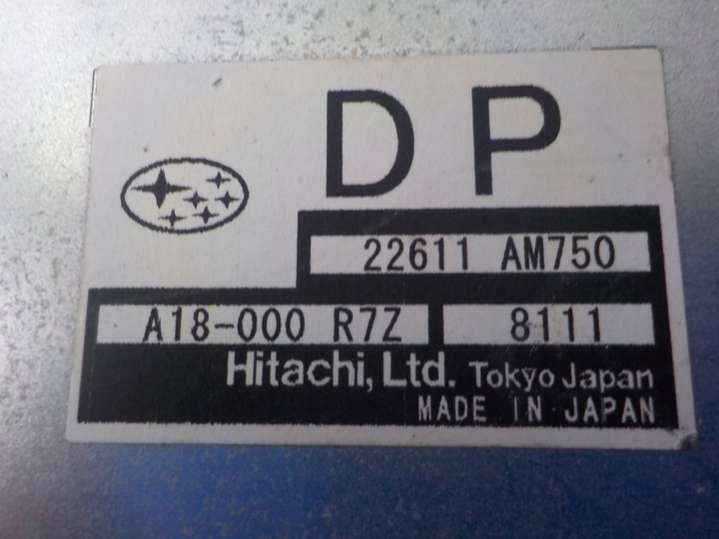 DP
22611 AM750
A18-000 R7Z 8111
Hitachi, Ltd. Tokyo Japan
MADE IN JAPAN